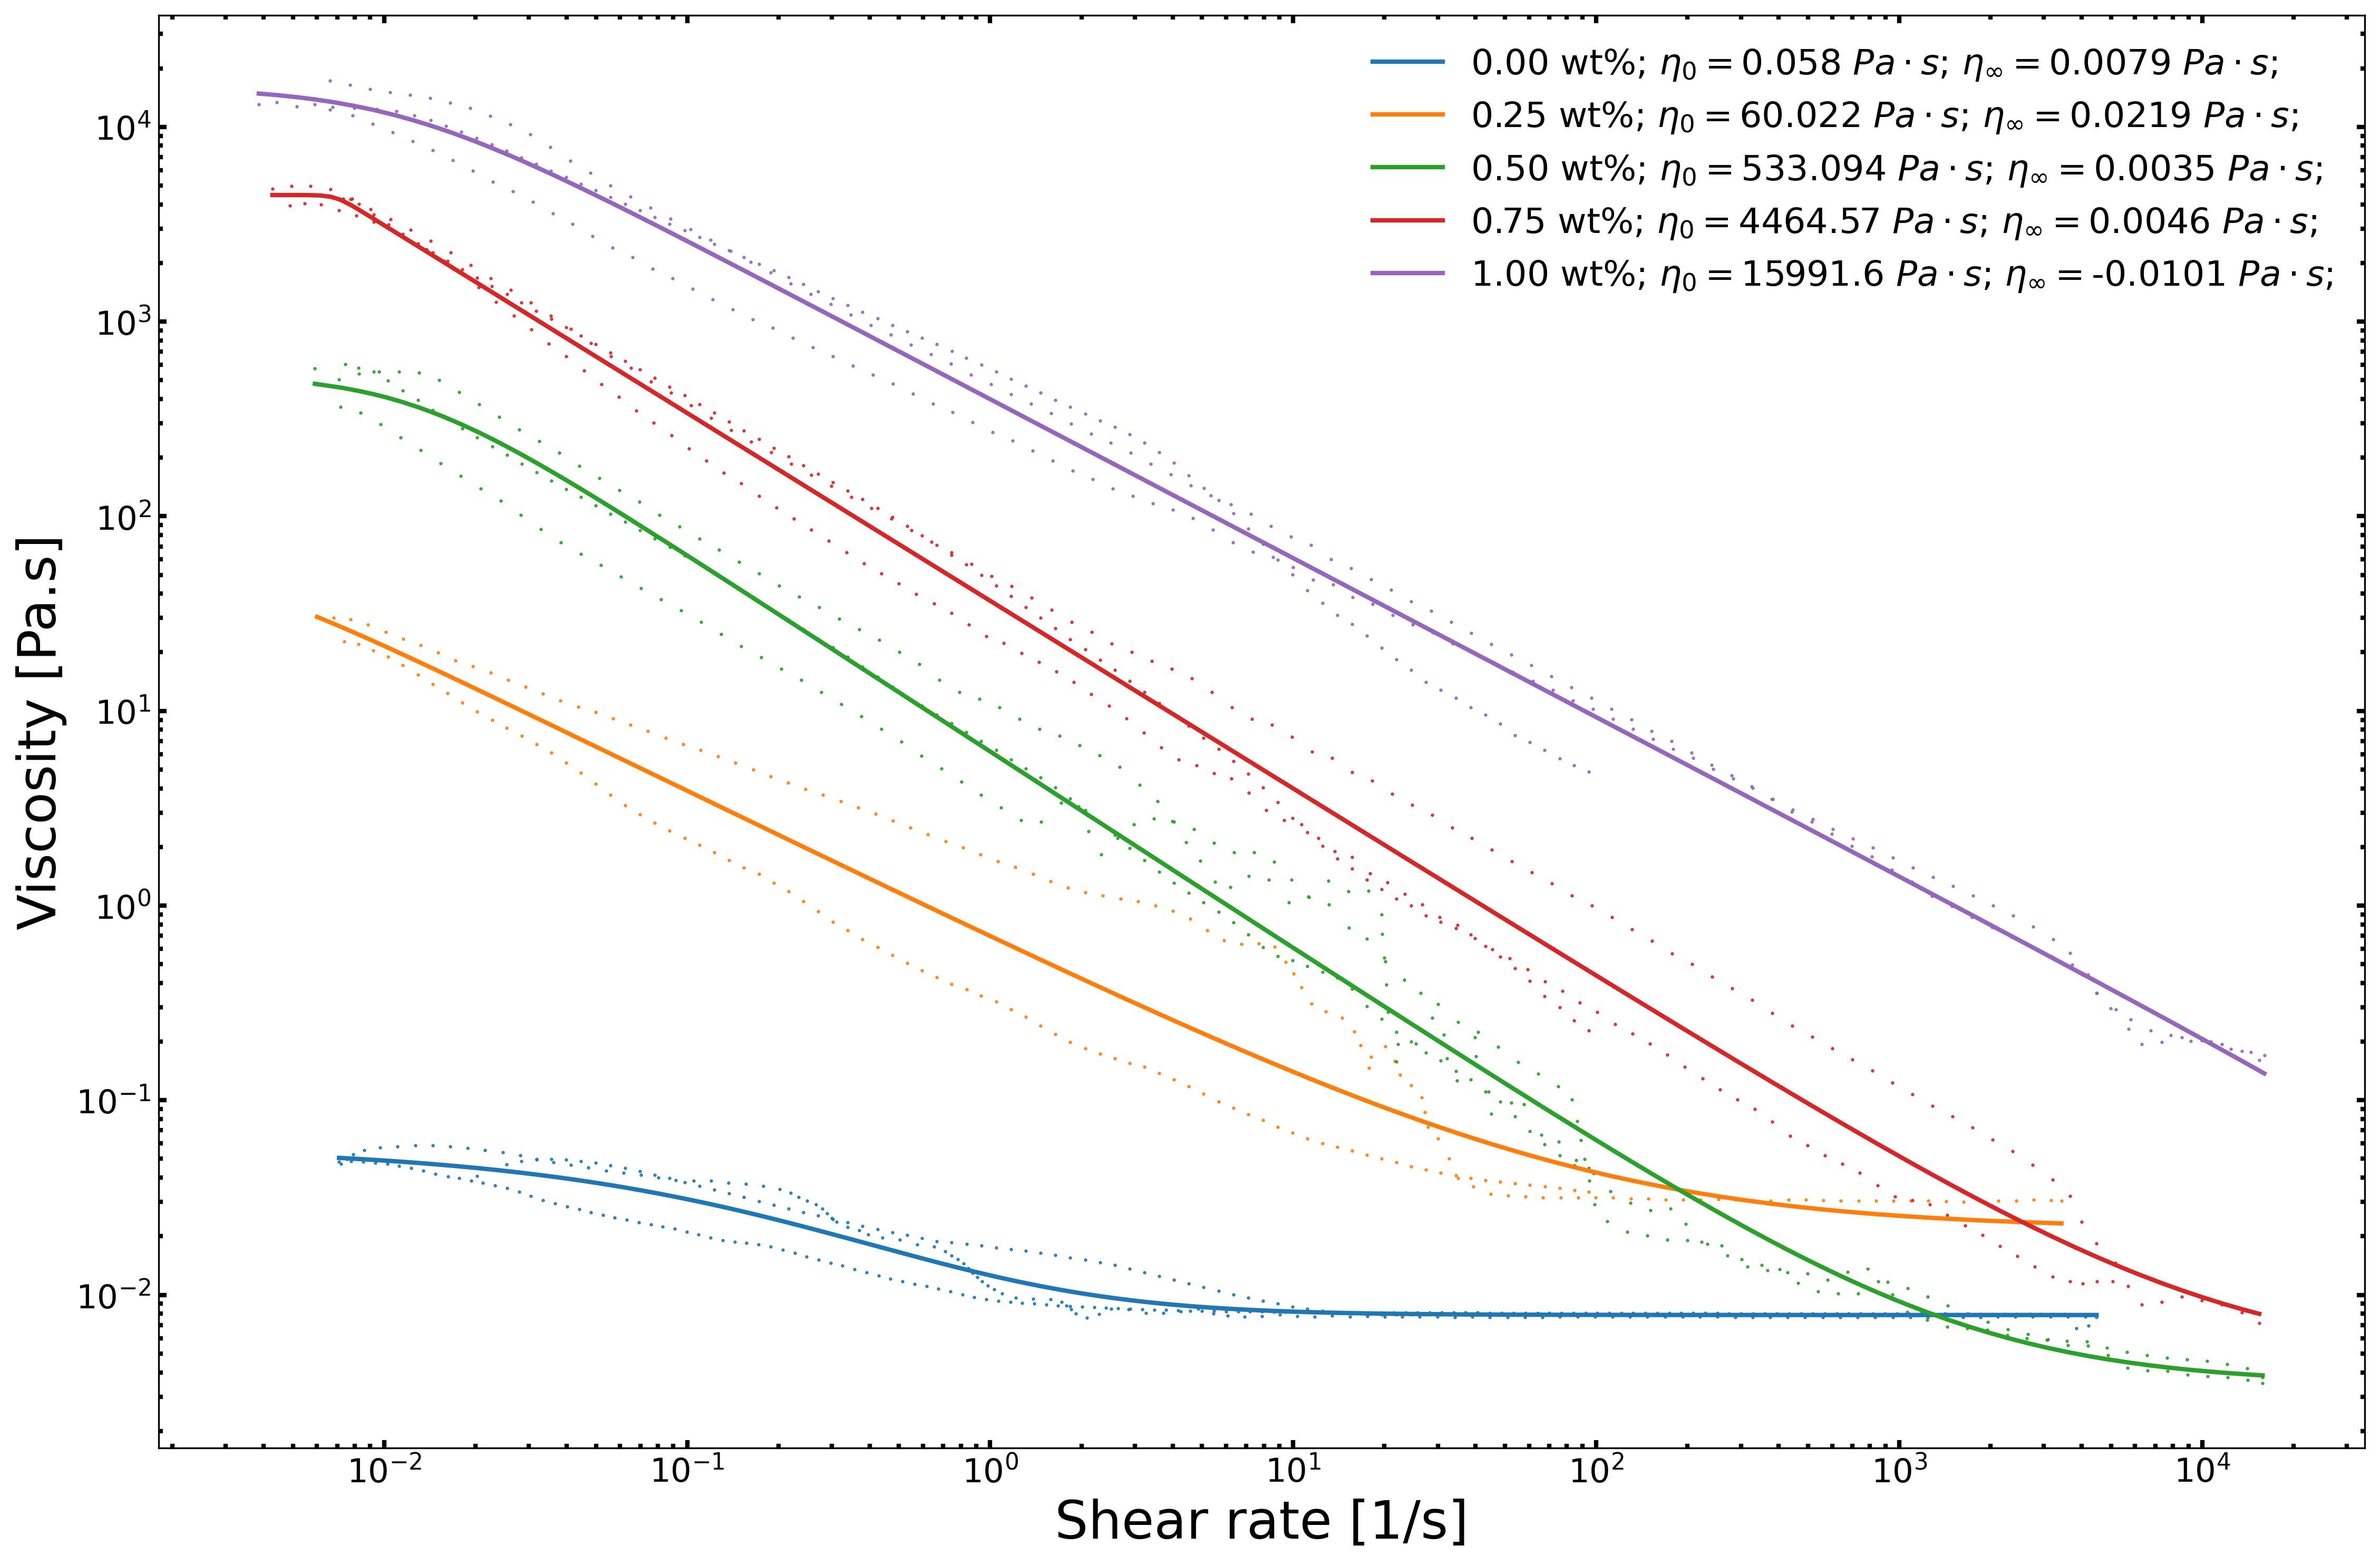 0.00 wt%; η₀ = 0.058 Pa · s; η∞ = 0.0079 Pa · s;
0.25 wt%; η₀ = 60.022 Pa · s; η∞ = 0.0219 Pa · s;
0.50 wt%; η₀ = 533.094 Pa · s; η∞ = 0.0035 Pa · s;
0.75 wt%; η₀ = 4464.57 Pa · s; η∞ = 0.0046 Pa · s;
1.00 wt%; η₀ = 15991.6 Pa · s; η∞ = -0.0101 Pa · s;
Viscosity [Pa.s]
10⁴
10³
10²
10¹
10⁰
10⁻¹
10⁻²
10⁻² 10⁻¹ 10⁰ 10¹ 10² 10³ 10⁴
Shear rate [1/s]